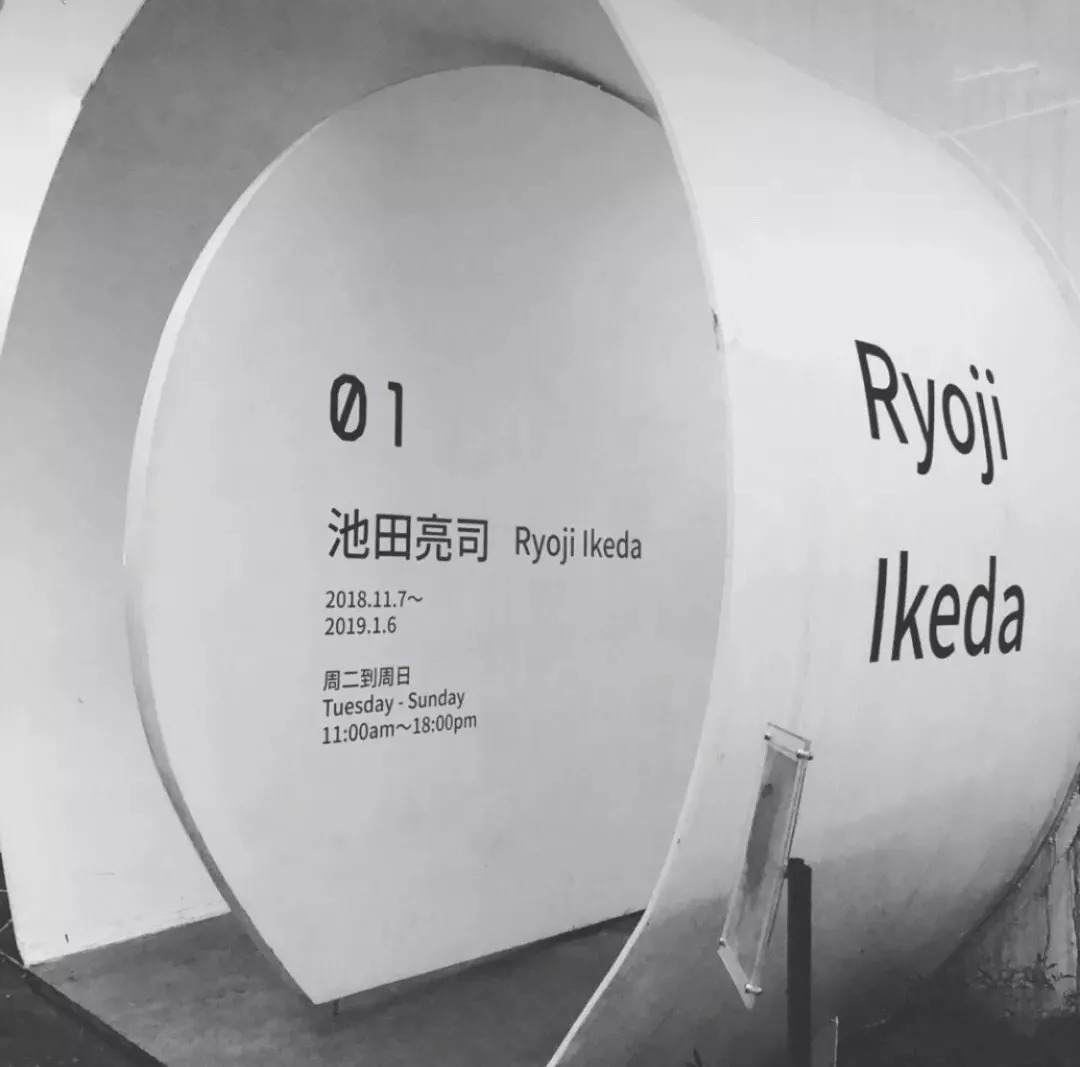 01
池田亮司 Ryoji Ikeda
2018.11.7～
2019.1.6
周二到周日
Tuesday - Sunday
11:00am～18:00pm
Ryoji
Ikeda